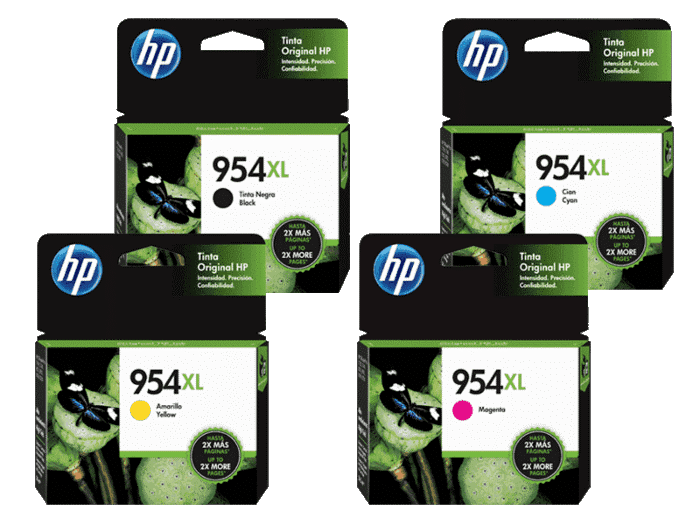 hp
Tinta
Original HP
Intensidad. Precisión.
Confiabilidad.
954XL
Tinta Negra
Black
HASTA
2X MÁS
PÁGINAS*
UP TO
2X MORE
PAGES*
hp
Tinta
Original HP
Intensidad. Precisión.
Confiabilidad.
954XL
Cian
Cyan
HASTA
2X MÁS
PÁGINAS*
UP TO
2X MORE
PAGES*
hp
Tinta
Original HP
Intensidad. Precisión.
Confiabilidad.
954XL
Amarillo
Yellow
HASTA
2X MÁS
PÁGINAS*
UP TO
2X MORE
PAGES*
hp
Tinta
Original HP
Intensidad. Precisión.
Confiabilidad.
954XL
Magenta
HASTA
2X MÁS
PÁGINAS*
UP TO
2X MORE
PAGES*